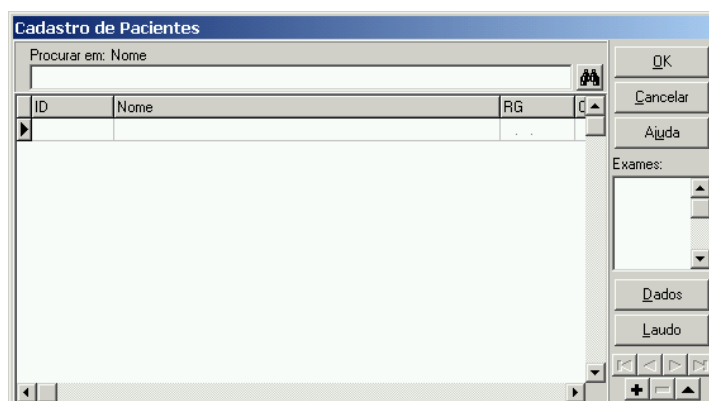 Cadastro de Pacientes
Procurar em: Nome
ID Nome RG
OK
Cancelar
Ajuda
Exames:
Dados
Laudo